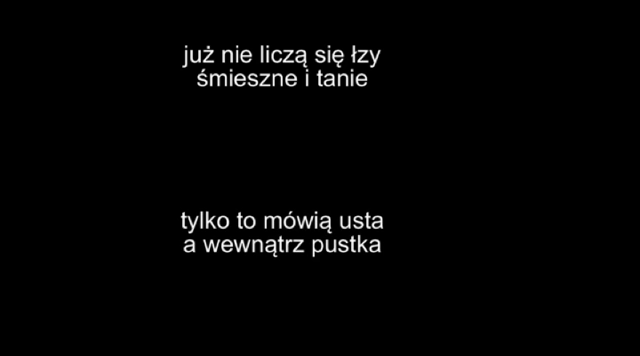 już nie liczą się łzy
śmieszne i tanie
tylko to mówią usta
a wewnątrz pustka